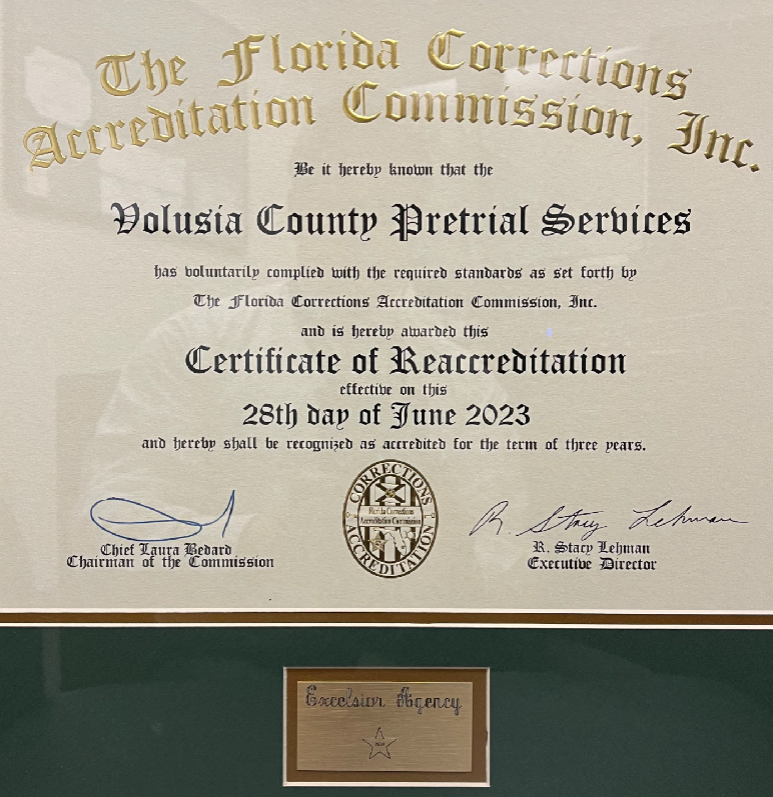 The Florida Corrections
Accreditation Commission, Inc.
Be it hereby known that the
Volusia County Pretrial Services
has voluntarily complied with the required standards as set forth by
The Florida Corrections Accreditation Commission, Inc.
and is hereby awarded this
Certificate of Reaccreditation
effective on this
28th day of June 2023
and hereby shall be recognized as accredited for the term of three years.
CORRECTIONS
Florida Corrections
Accreditation Commission
ACCREDITATION
Chief Laura Bedard
Chairman of the Commission
R. Stacy Lehman
R. Stacy Lehman
Executive Director
Excelsior Agency